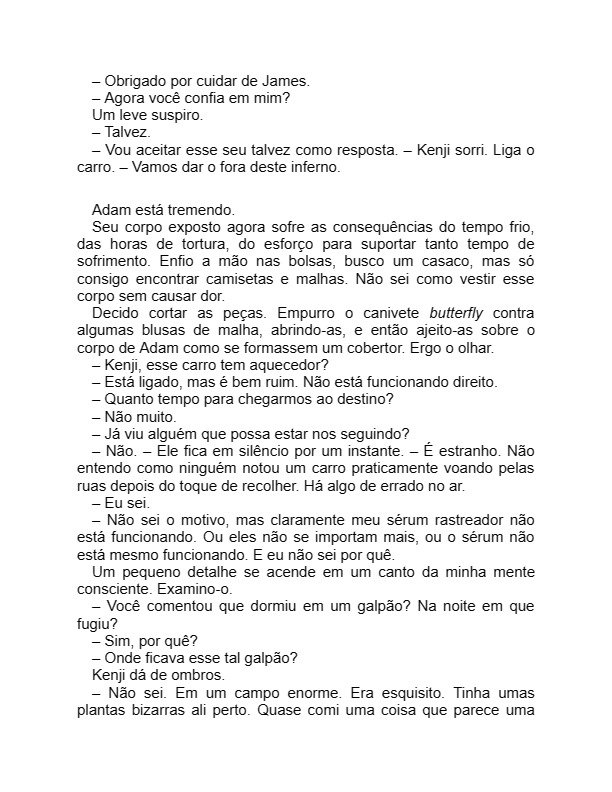 – Obrigado por cuidar de James.
– Agora você confia em mim?
Um leve suspiro.
– Talvez.
– Vou aceitar esse seu talvez como resposta. – Kenji sorri. Liga o
carro. – Vamos dar o fora deste inferno.
Adam está tremendo.
Seu corpo exposto agora sofre as consequências do tempo frio,
das horas de tortura, do esforço para suportar tanto tempo de
sofrimento. Enfio a mão nas bolsas, busco um casaco, mas só
consigo encontrar camisetas e malhas. Não sei como vestir esse
corpo sem causar dor.
Decido cortar as peças. Empurro o canivete butterfly contra
algumas blusas de malha, abrindo-as, e então ajeito-as sobre o
corpo de Adam como se formassem um cobertor. Ergo o olhar.
– Kenji, esse carro tem aquecedor?
– Está ligado, mas é bem ruim. Não está funcionando direito.
– Quanto tempo para chegarmos ao destino?
– Não muito.
– Já viu alguém que possa estar nos seguindo?
– Não. – Ele fica em silêncio por um instante. – É estranho. Não
entendo como ninguém notou um carro praticamente voando pelas
ruas depois do toque de recolher. Há algo de errado no ar.
– Eu sei.
– Não sei o motivo, mas claramente meu sérum rastreador não
está funcionando. Ou eles não se importam mais, ou o sérum não
está mesmo funcionando. E eu não sei por quê.
Um pequeno detalhe se acende em um canto da minha mente
consciente. Examino-o.
– Você comentou que dormiu em um galpão? Na noite em que
fugiu?
– Sim, por quê?
– Onde ficava esse tal galpão?
Kenji dá de ombros.
– Não sei. Em um campo enorme. Era esquisito. Tinha umas
plantas bizarras ali perto. Quase comi uma coisa que parece uma